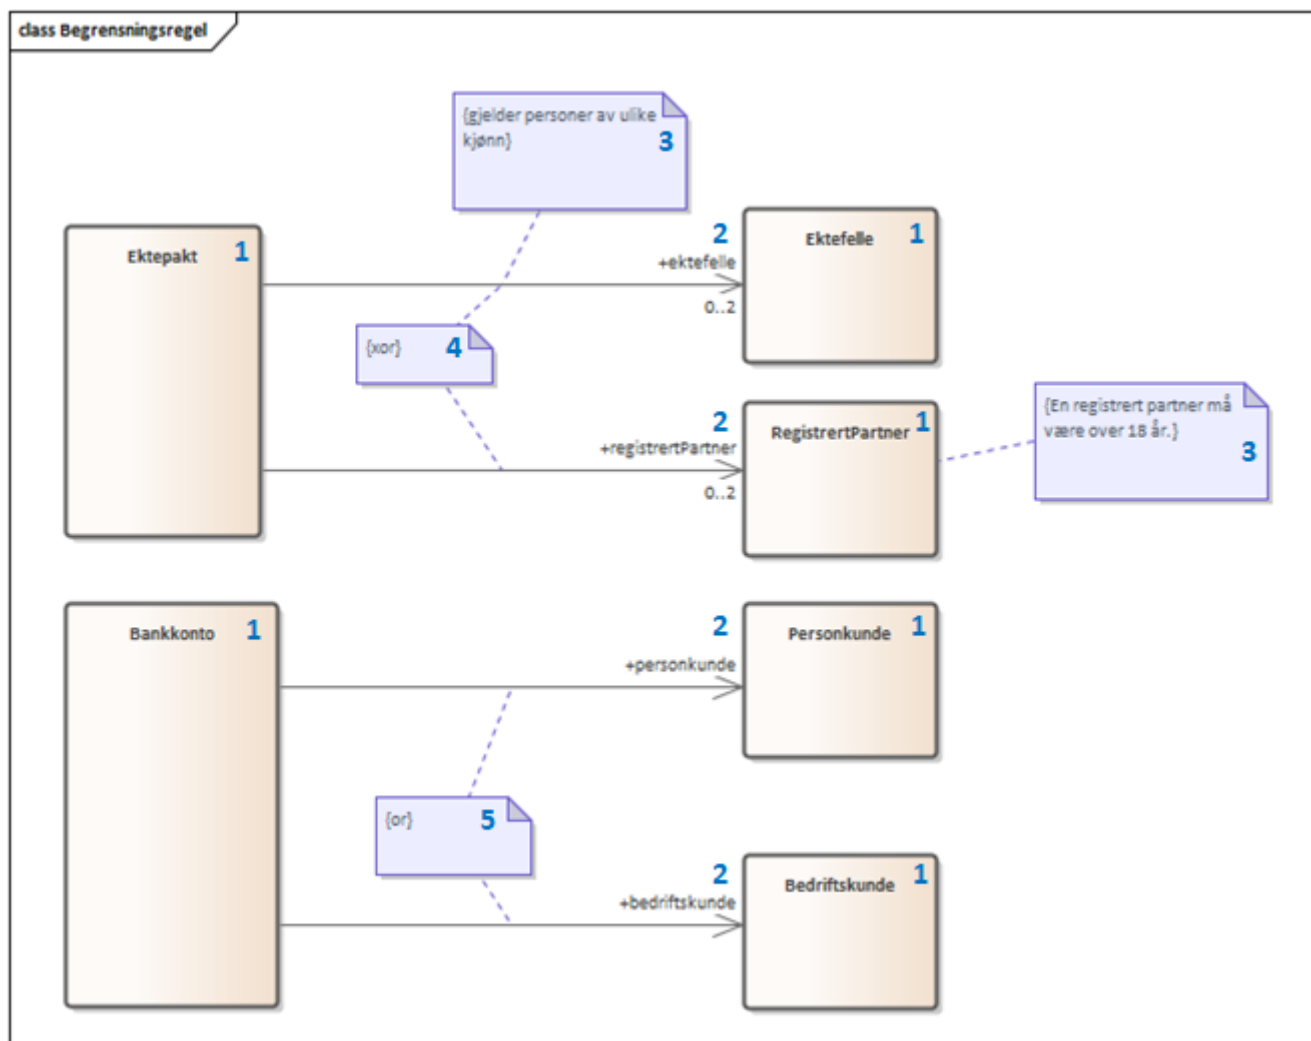 class Begrensningsregel
{gjelder personer av ulike
kjønn}
3
Ektepakt 1
2
+ektefelle
0..2
Ektefelle 1
{xor} 4
2
+registrertPartner
0..2
RegistrertPartner 1
{En registrert partner må
være over 18 år.}
3
Bankkonto 1
2
+personkunde
Personkunde 1
{or} 5
2
+bedriftskunde
Bedriftskunde 1